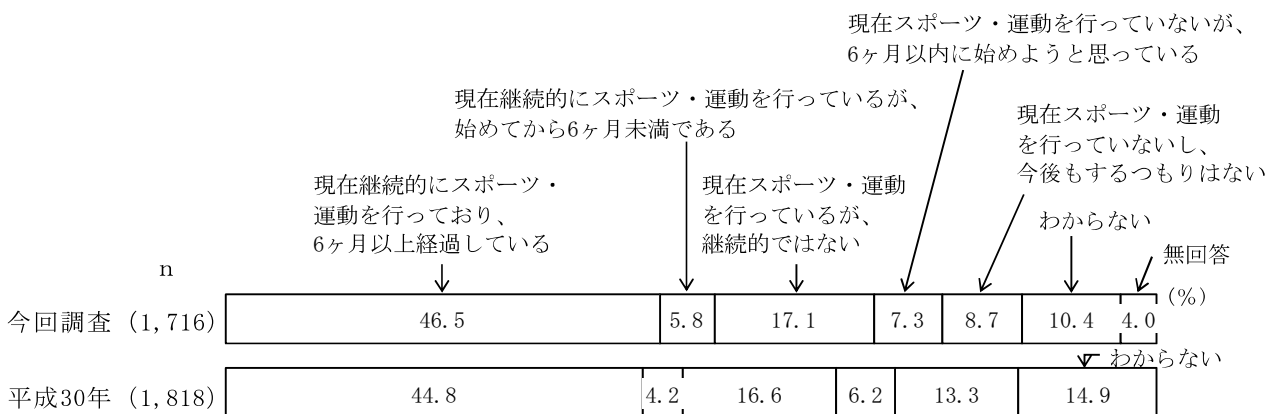 現在スポーツ・運動を行っていないが、
6ヶ月以内に始めようと思っている
現在継続的にスポーツ・運動を行っているが、
始めてから6ヶ月未満である
現在スポーツ・運動
を行っていないし、
今後もするつもりはない
現在継続的にスポーツ・
運動を行っており、
6ヶ月以上経過している
現在スポーツ・運動
を行っているが、
継続的ではない
わからない
無回答
n
(%)
今回調査 (1,716) 46.5 5.8 17.1 7.3 8.7 10.4 4.0
わからない
平成30年 (1,818) 44.8 4.2 16.6 6.2 13.3 14.9